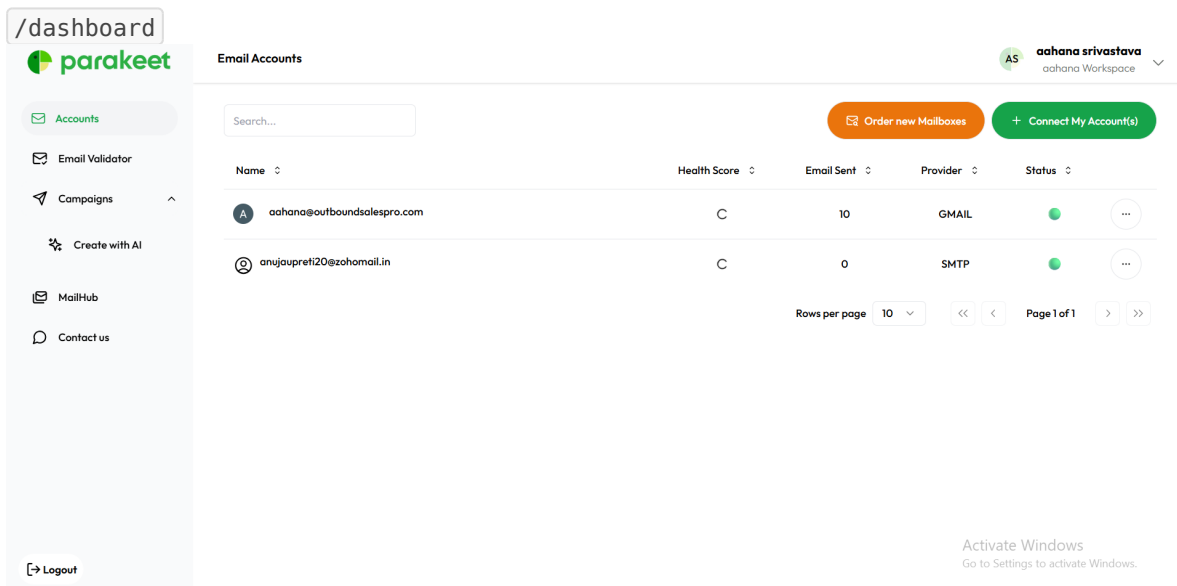 /dashboard
parakeet
Email Accounts
AS
aahana srivastava
aahana Workspace
Accounts
Email Validator
Campaigns
Create with AI
MailHub
Contact us
Logout
Search...
Order new Mailboxes
+ Connect My Account(s)
Name Health Score Email Sent Provider Status
A aahana@outboundsalespro.com 10 GMAIL ...
anujaupreti20@zohomail.in 0 SMTP ...
Rows per page 10 << < Page 1 of 1 > >>
Activate Windows
Go to Settings to activate Windows.